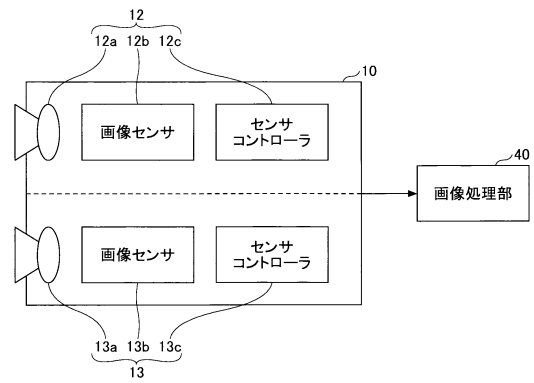 12
12a 12b 12c
10
画像センサ
センサ
コントローラ
40
画像処理部
画像センサ
センサ
コントローラ
13a 13b 13c
13